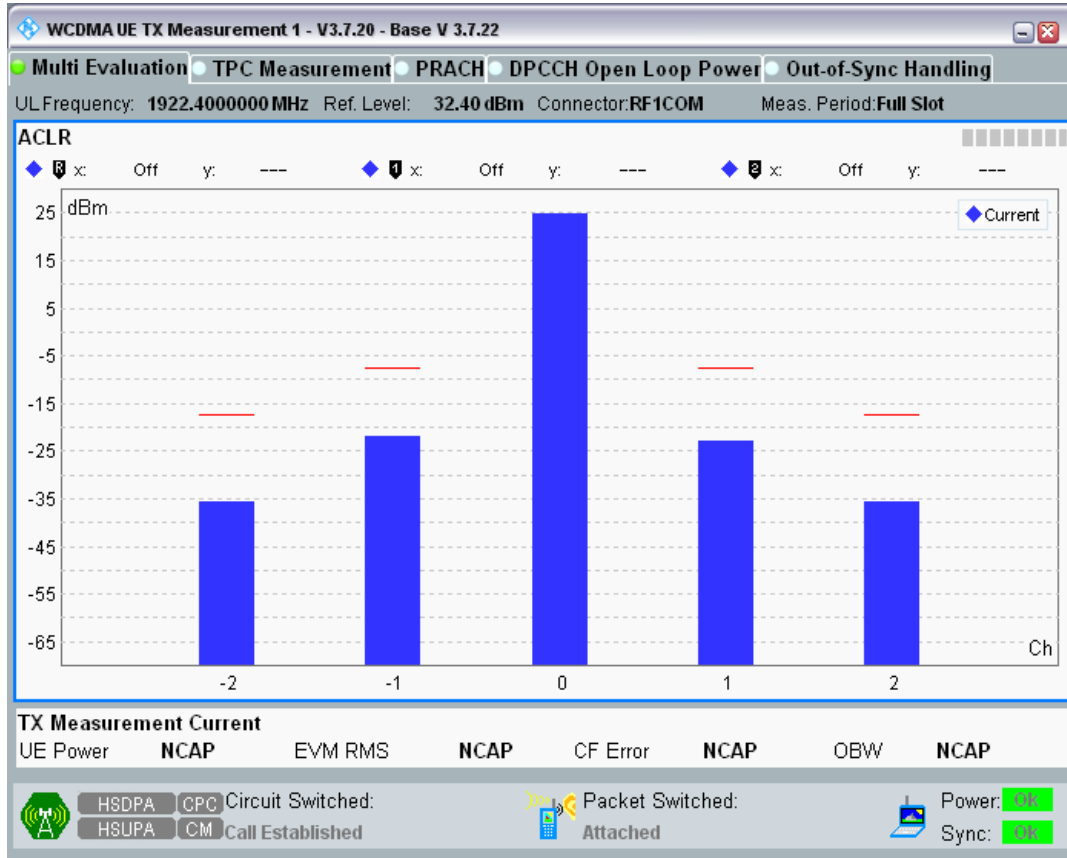 WCDMA UE TX Measurement 1 - V3.7.20 - Base V 3.7.22
Multi Evaluation TPC Measurement PRACH DPCCH Open Loop Power Out-of-Sync Handling
UL Frequency: 1922.4000000 MHz Ref. Level: 32.40 dBm Connector:RF1COM Meas. Period:Full Slot
ACLR
R x: Off y: --- 1 x: Off y: --- 2 x: Off y: ---
dBm
Current
25
15
5
-5
-15
-25
-35
-45
-55
-65
Ch
-2 -1 0 1 2
TX Measurement Current
UE Power NCAP EVM RMS NCAP CF Error NCAP OBW NCAP
HSDPA CPC Circuit Switched: Packet Switched: Power: Ok
HSUPA CM Call Established Attached Sync: Ok